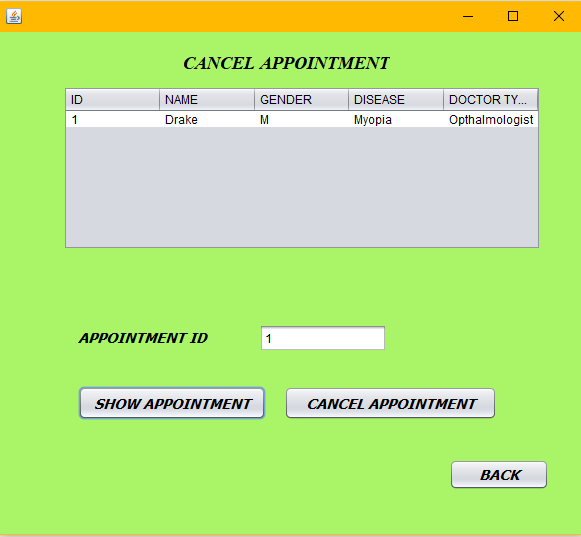 CANCEL APPOINTMENT
ID NAME GENDER DISEASE DOCTOR TY...
1 Drake M Myopia Opthalmologist
APPOINTMENT ID 1
SHOW APPOINTMENT CANCEL APPOINTMENT
BACK